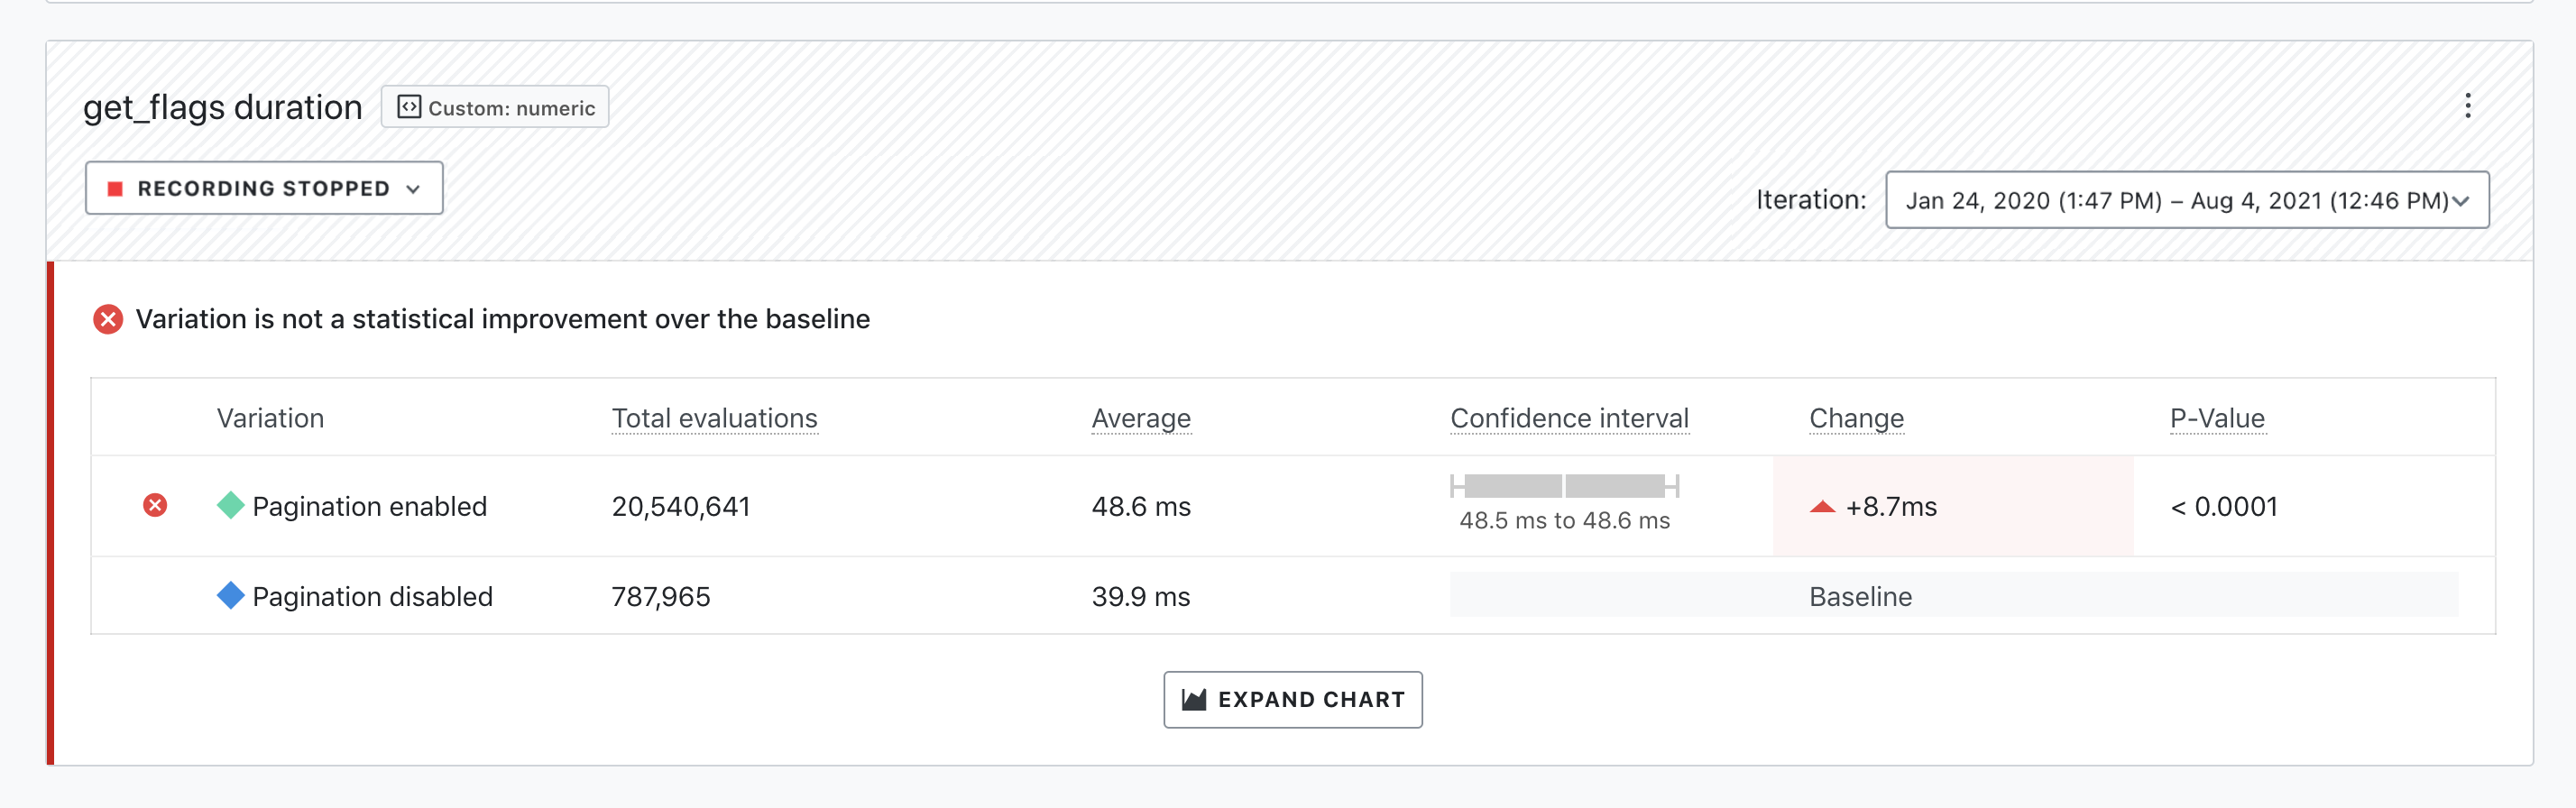 get_flags duration Custom: numeric
RECORDING STOPPED
Iteration: Jan 24, 2020 (1:47 PM) – Aug 4, 2021 (12:46 PM)
Variation is not a statistical improvement over the baseline
Variation Total evaluations Average Confidence interval Change P-Value
Pagination enabled 20,540,641 48.6 ms 48.5 ms to 48.6 ms +8.7ms < 0.0001
Pagination disabled 787,965 39.9 ms Baseline
EXPAND CHART